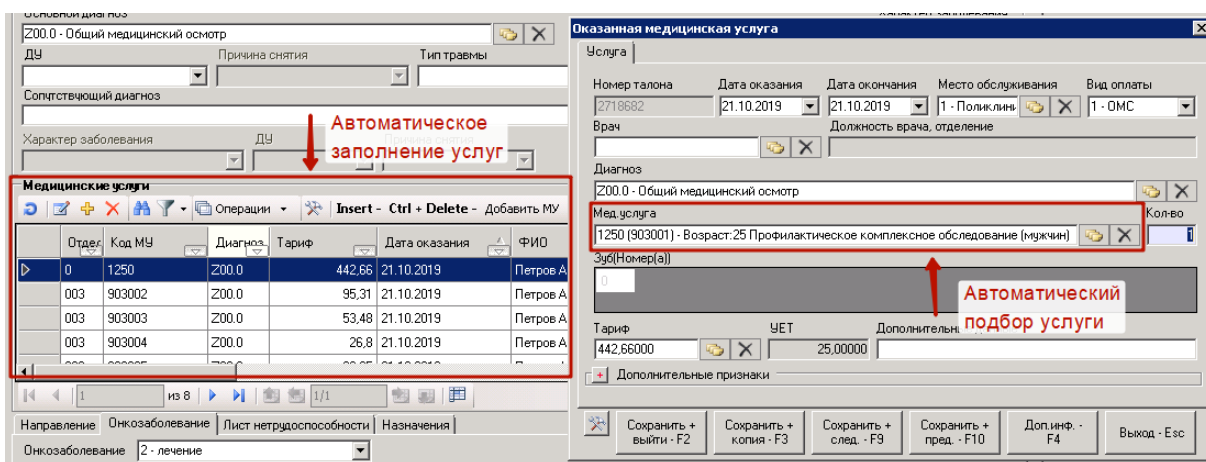 Основной диагноз
Z00.0 - Общий медицинский осмотр
ДУ
Причина снятия
Тип травмы
Сопутствующий диагноз
Характер заболевания
ДУ
Автоматическое
заполнение услуг
Медицинские услуги
Операции
Insert - Ctrl + Delete - Добавить МУ
Отдел Код МУ Диагноз Тариф Дата оказания ФИО
0 1250 Z00.0 442,66 21.10.2019 Петров А
003 903002 Z00.0 95,31 21.10.2019 Петров А
003 903003 Z00.0 53,48 21.10.2019 Петров А
003 903004 Z00.0 26,8 21.10.2019 Петров А
1 из 8 1/1
Направление Онкозаболевание Лист нетрудоспособности Назначения
Онкозаболевание 2 - лечение
Оказанная медицинская услуга
Услуга
Номер талона Дата оказания Дата окончания Место обслуживания Вид оплаты
2718682 21.10.2019 21.10.2019 1 - Поликлини 1 - ОМС
Врач Должность врача, отделение
Диагноз
Z00.0 - Общий медицинский осмотр
Мед.услуга Кол-во
1250 (903001) - Возраст:25 Профилактическое комплексное обследование (мужчин) 1
Зуб(Номер(а))
0
Автоматический
подбор услуги
Тариф УЕТ
442,66000 25,00000
+ Дополнительные признаки
Сохранить +
выйти - F2
Сохранить +
копия - F3
Сохранить +
след. - F9
Сохранить +
пред. - F10
Доп.инф. -
F4
Выход - Esc